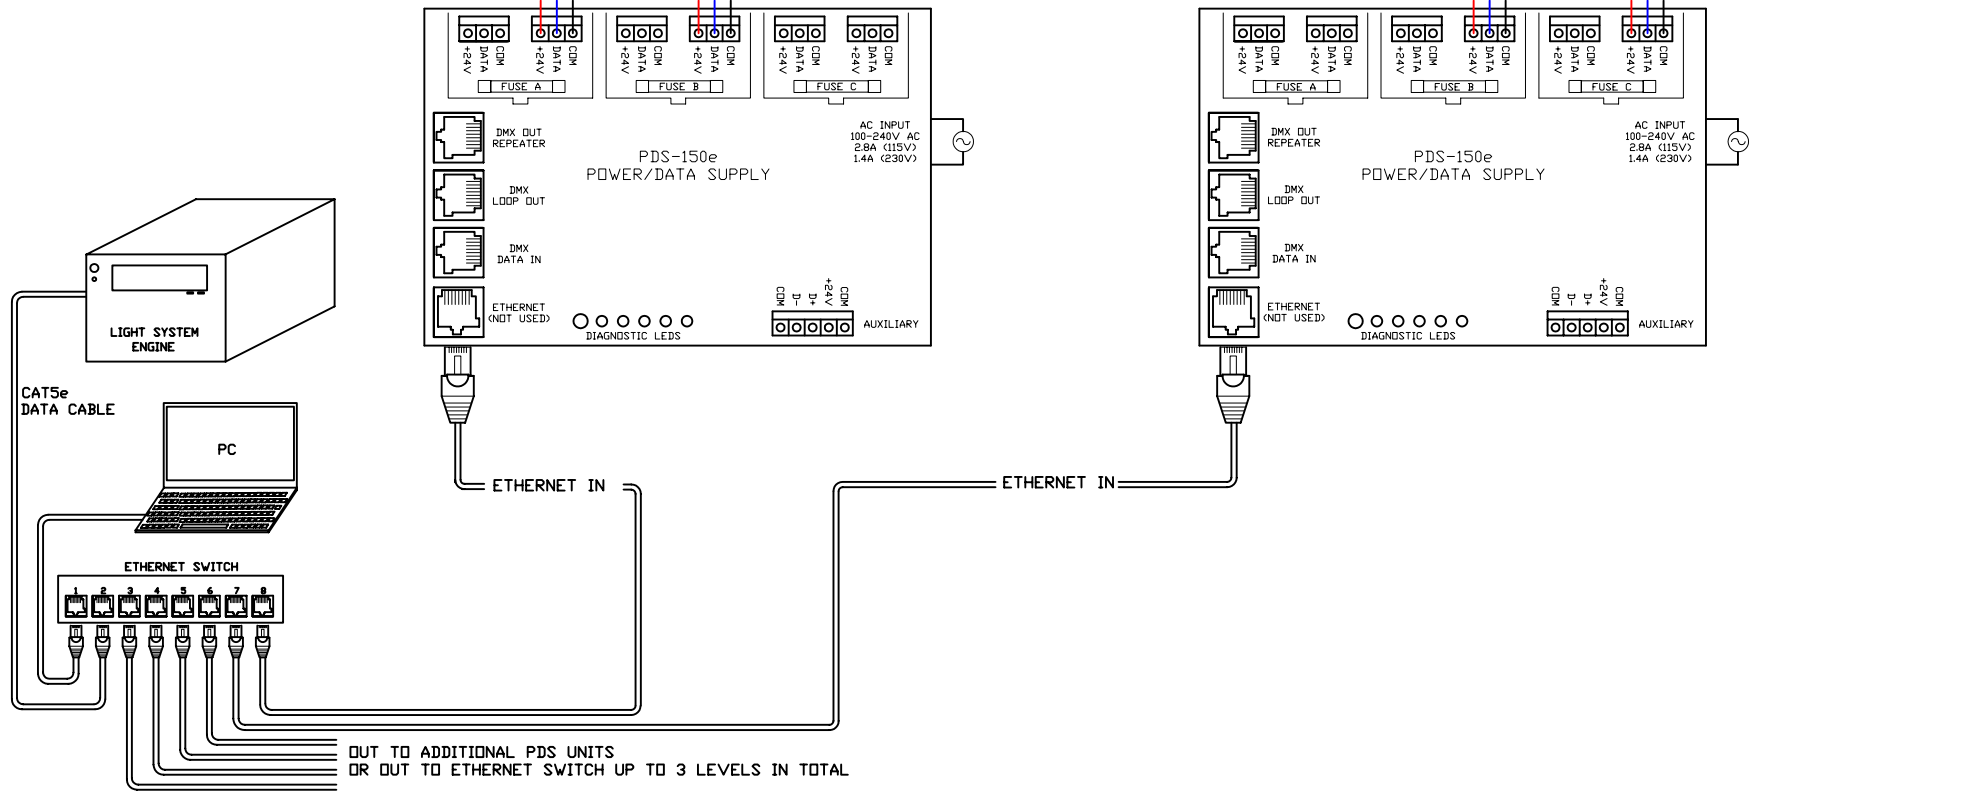 +24V DATA COM +24V DATA COM +24V DATA COM +24V DATA COM +24V DATA COM +24V DATA COM
FUSE A FUSE B FUSE C
DMX OUT
REPEATER
DMX
LOOP OUT
DMX
DATA IN
ETHERNET
(NOT USED)
PDS-150e
POWER/DATA SUPPLY
AC INPUT
100-240V AC
2.8A (115V)
1.4A (230V)
DIAGNOSTIC LEDS
COM D- D+ +24V COM
AUXILIARY
+24V DATA COM +24V DATA COM +24V DATA COM +24V DATA COM +24V DATA COM +24V DATA COM
FUSE A FUSE B FUSE C
DMX OUT
REPEATER
DMX
LOOP OUT
DMX
DATA IN
ETHERNET
(NOT USED)
PDS-150e
POWER/DATA SUPPLY
AC INPUT
100-240V AC
2.8A (115V)
1.4A (230V)
DIAGNOSTIC LEDS
COM D- D+ +24V COM
AUXILIARY
LIGHT SYSTEM
ENGINE
CAT5e
DATA CABLE
PC
ETHERNET IN
ETHERNET IN
ETHERNET SWITCH
1 2 3 4 5 6 7 8
OUT TO ADDITIONAL PDS UNITS
OR OUT TO ETHERNET SWITCH UP TO 3 LEVELS IN TOTAL